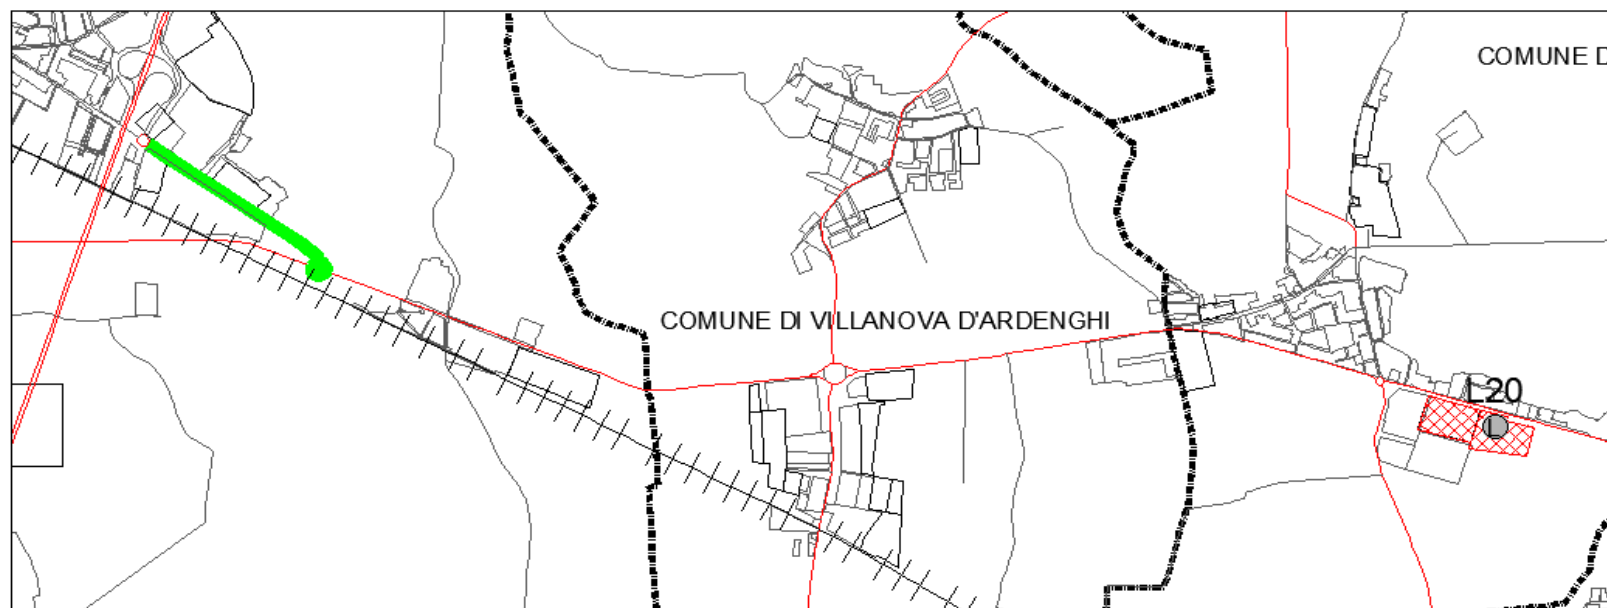 COMUNE D
COMUNE DI VILLANOVA D'ARDENGHI
L20
L